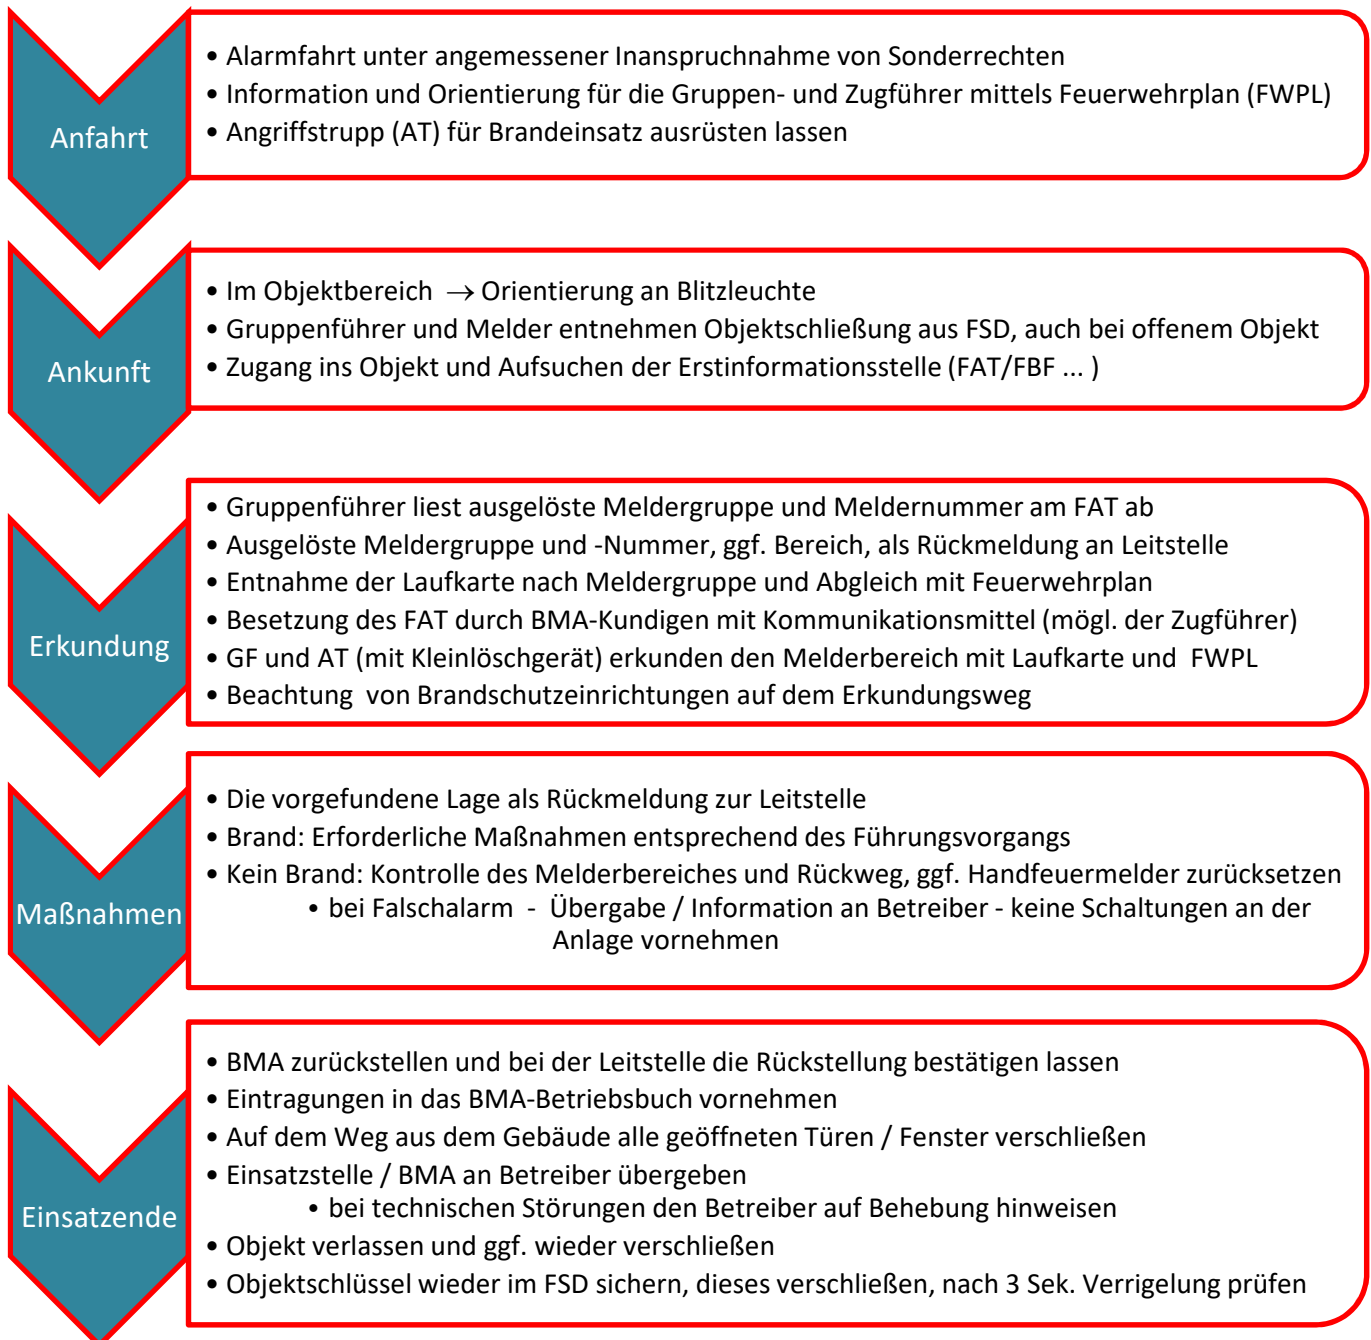 Anfahrt
• Alarmfahrt unter angemessener Inanspruchnahme von Sonderrechten
• Information und Orientierung für die Gruppen- und Zugführer mittels Feuerwehrplan (FWPL)
• Angriffstrupp (AT) für Brandeinsatz ausrüsten lassen
Ankunft
• Im Objektbereich → Orientierung an Blitzleuchte
• Gruppenführer und Melder entnehmen Objektschließung aus FSD, auch bei offenem Objekt
• Zugang ins Objekt und Aufsuchen der Erstinformationsstelle (FAT/FBF ... )
Erkundung
• Gruppenführer liest ausgelöste Meldergruppe und Meldernummer am FAT ab
• Ausgelöste Meldergruppe und -Nummer, ggf. Bereich, als Rückmeldung an Leitstelle
• Entnahme der Laufkarte nach Meldergruppe und Abgleich mit Feuerwehrplan
• Besetzung des FAT durch BMA-Kundigen mit Kommunikationsmittel (mögl. der Zugführer)
• GF und AT (mit Kleinlöschgerät) erkunden den Melderbereich mit Laufkarte und FWPL
• Beachtung von Brandschutzeinrichtungen auf dem Erkundungsweg
Maßnahmen
• Die vorgefundene Lage als Rückmeldung zur Leitstelle
• Brand: Erforderliche Maßnahmen entsprechend des Führungsvorgangs
• Kein Brand: Kontrolle des Melderbereiches und Rückweg, ggf. Handfeuermelder zurücksetzen
• bei Falschalarm - Übergabe / Information an Betreiber - keine Schaltungen an der
Anlage vornehmen
Einsatzende
• BMA zurückstellen und bei der Leitstelle die Rückstellung bestätigen lassen
• Eintragungen in das BMA-Betriebsbuch vornehmen
• Auf dem Weg aus dem Gebäude alle geöffneten Türen / Fenster verschließen
• Einsatzstelle / BMA an Betreiber übergeben
• bei technischen Störungen den Betreiber auf Behebung hinweisen
• Objekt verlassen und ggf. wieder verschließen
• Objektschlüssel wieder im FSD sichern, dieses verschließen, nach 3 Sek. Verrigelung prüfen